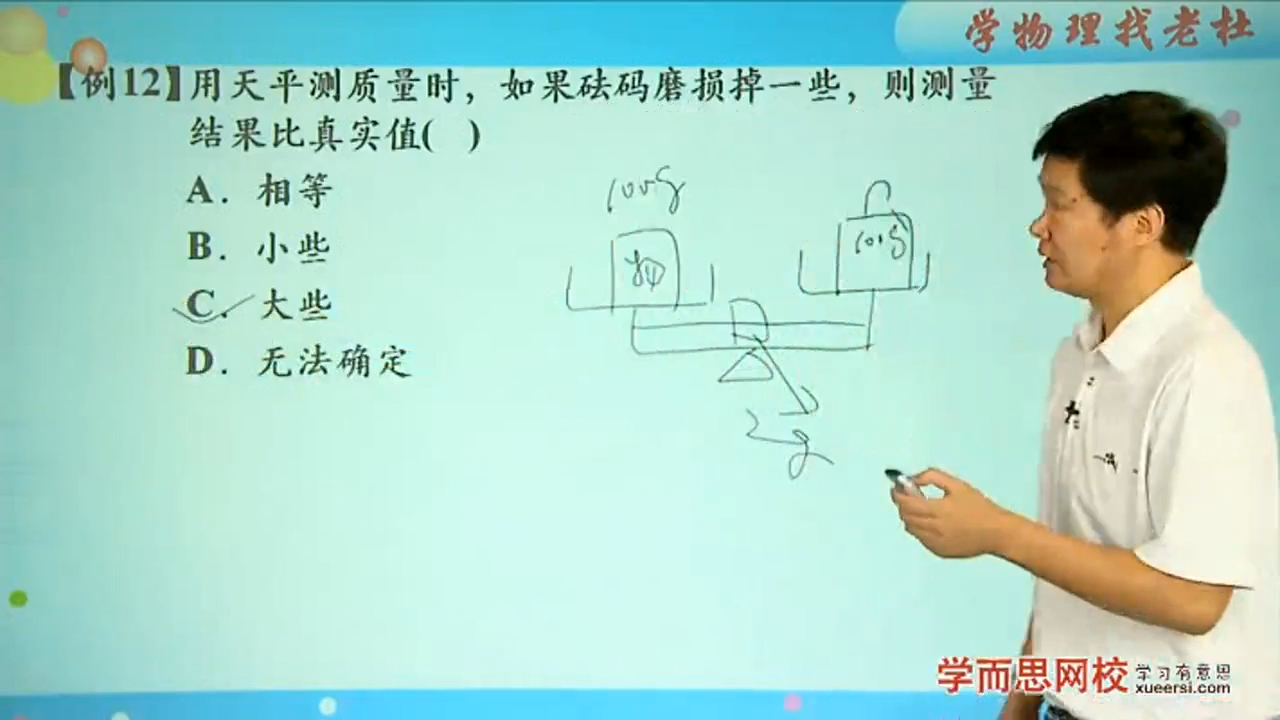 学物理找老杜
【例12】用天平测质量时，如果砝码磨损掉一些，则测量
结果比真实值( )
A．相等
B．小些
C．大些
D．无法确定
100g
物
100g
2g
学而思网校
学习有意思
xueersi.com